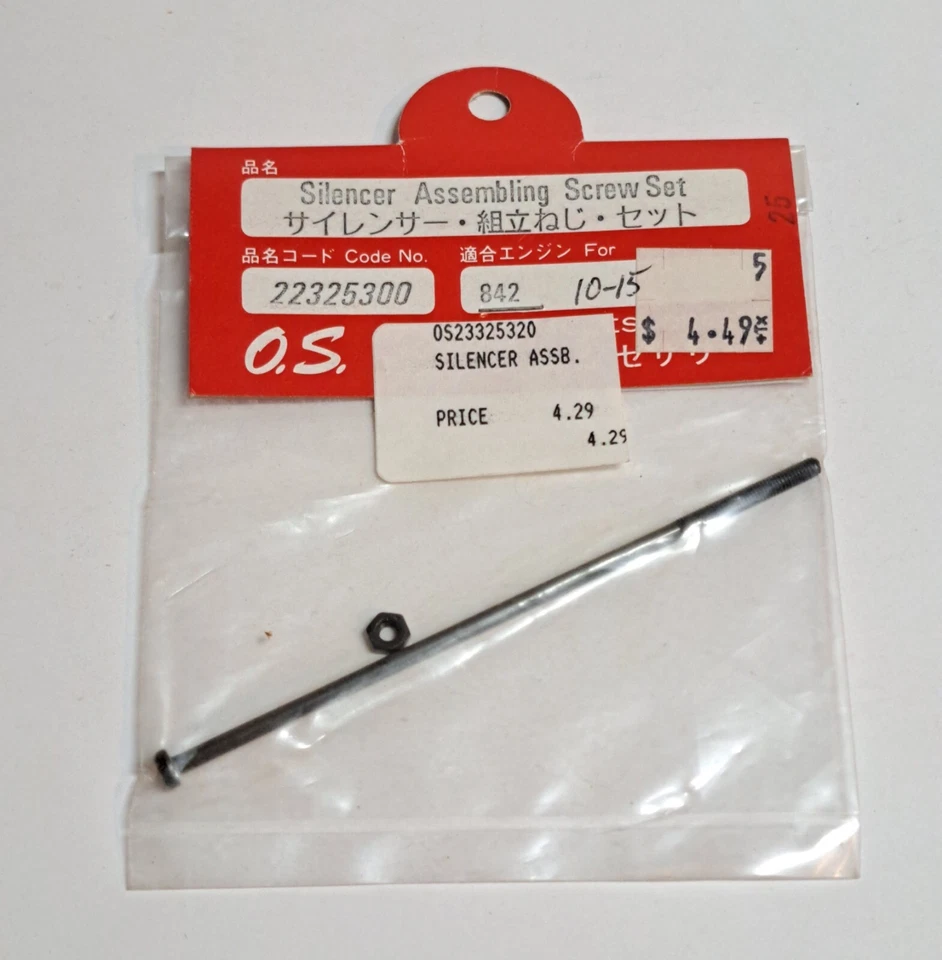 品名
Silencer Assembling Screw Set
サイレンサー・組立ねじ・セット
25
品名コード Code No.
適合エンジン For
22325300
842 10-15
5
$ 4.49
O.S.
OS23325320
SILENCER ASSB.
PRICE 4.29
4.29